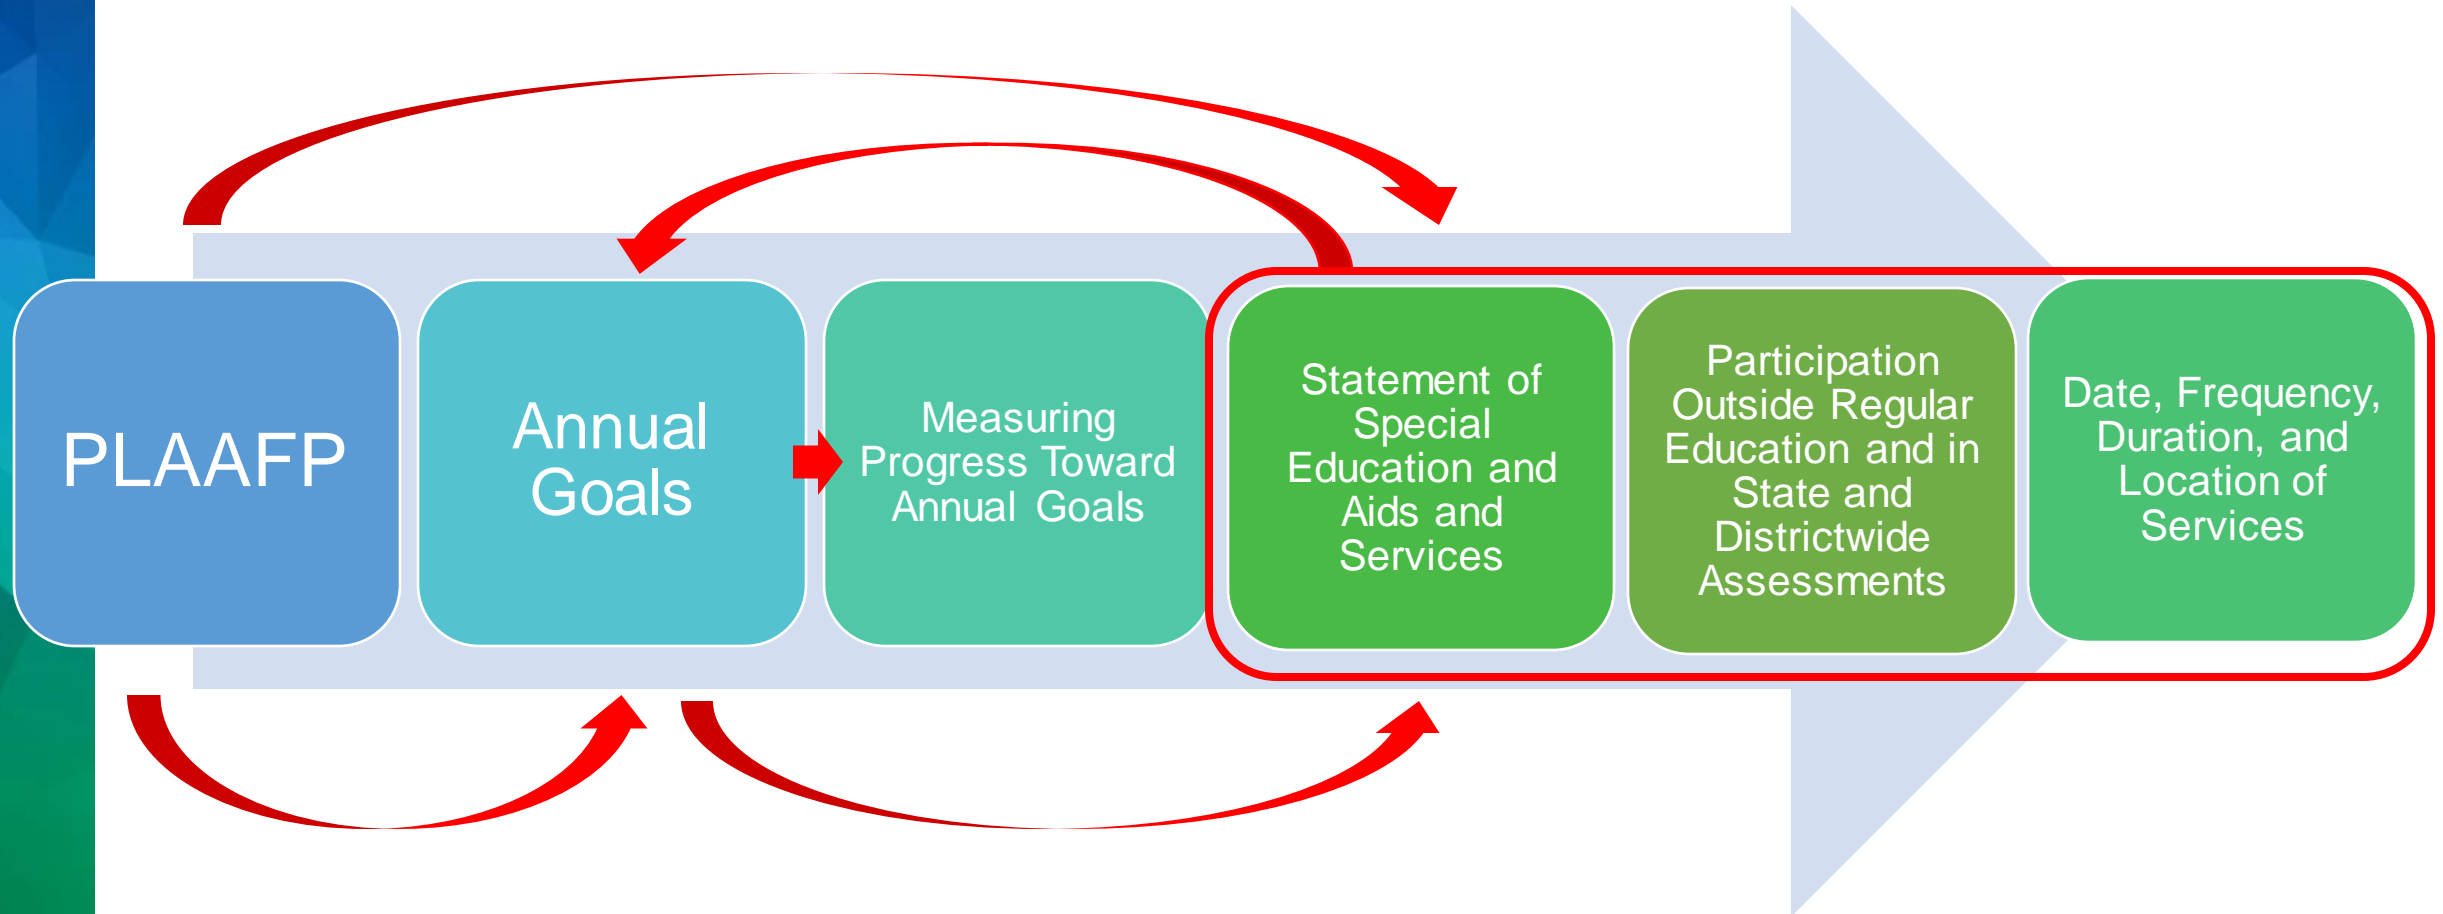 PLAAFP
Annual
Goals
Measuring
Progress Toward
Annual Goals
Statement of
Special
Education and
Aids and
Services
Participation
Outside Regular
Education and in
State and
Districtwide
Assessments
Date, Frequency,
Duration, and
Location of
Services